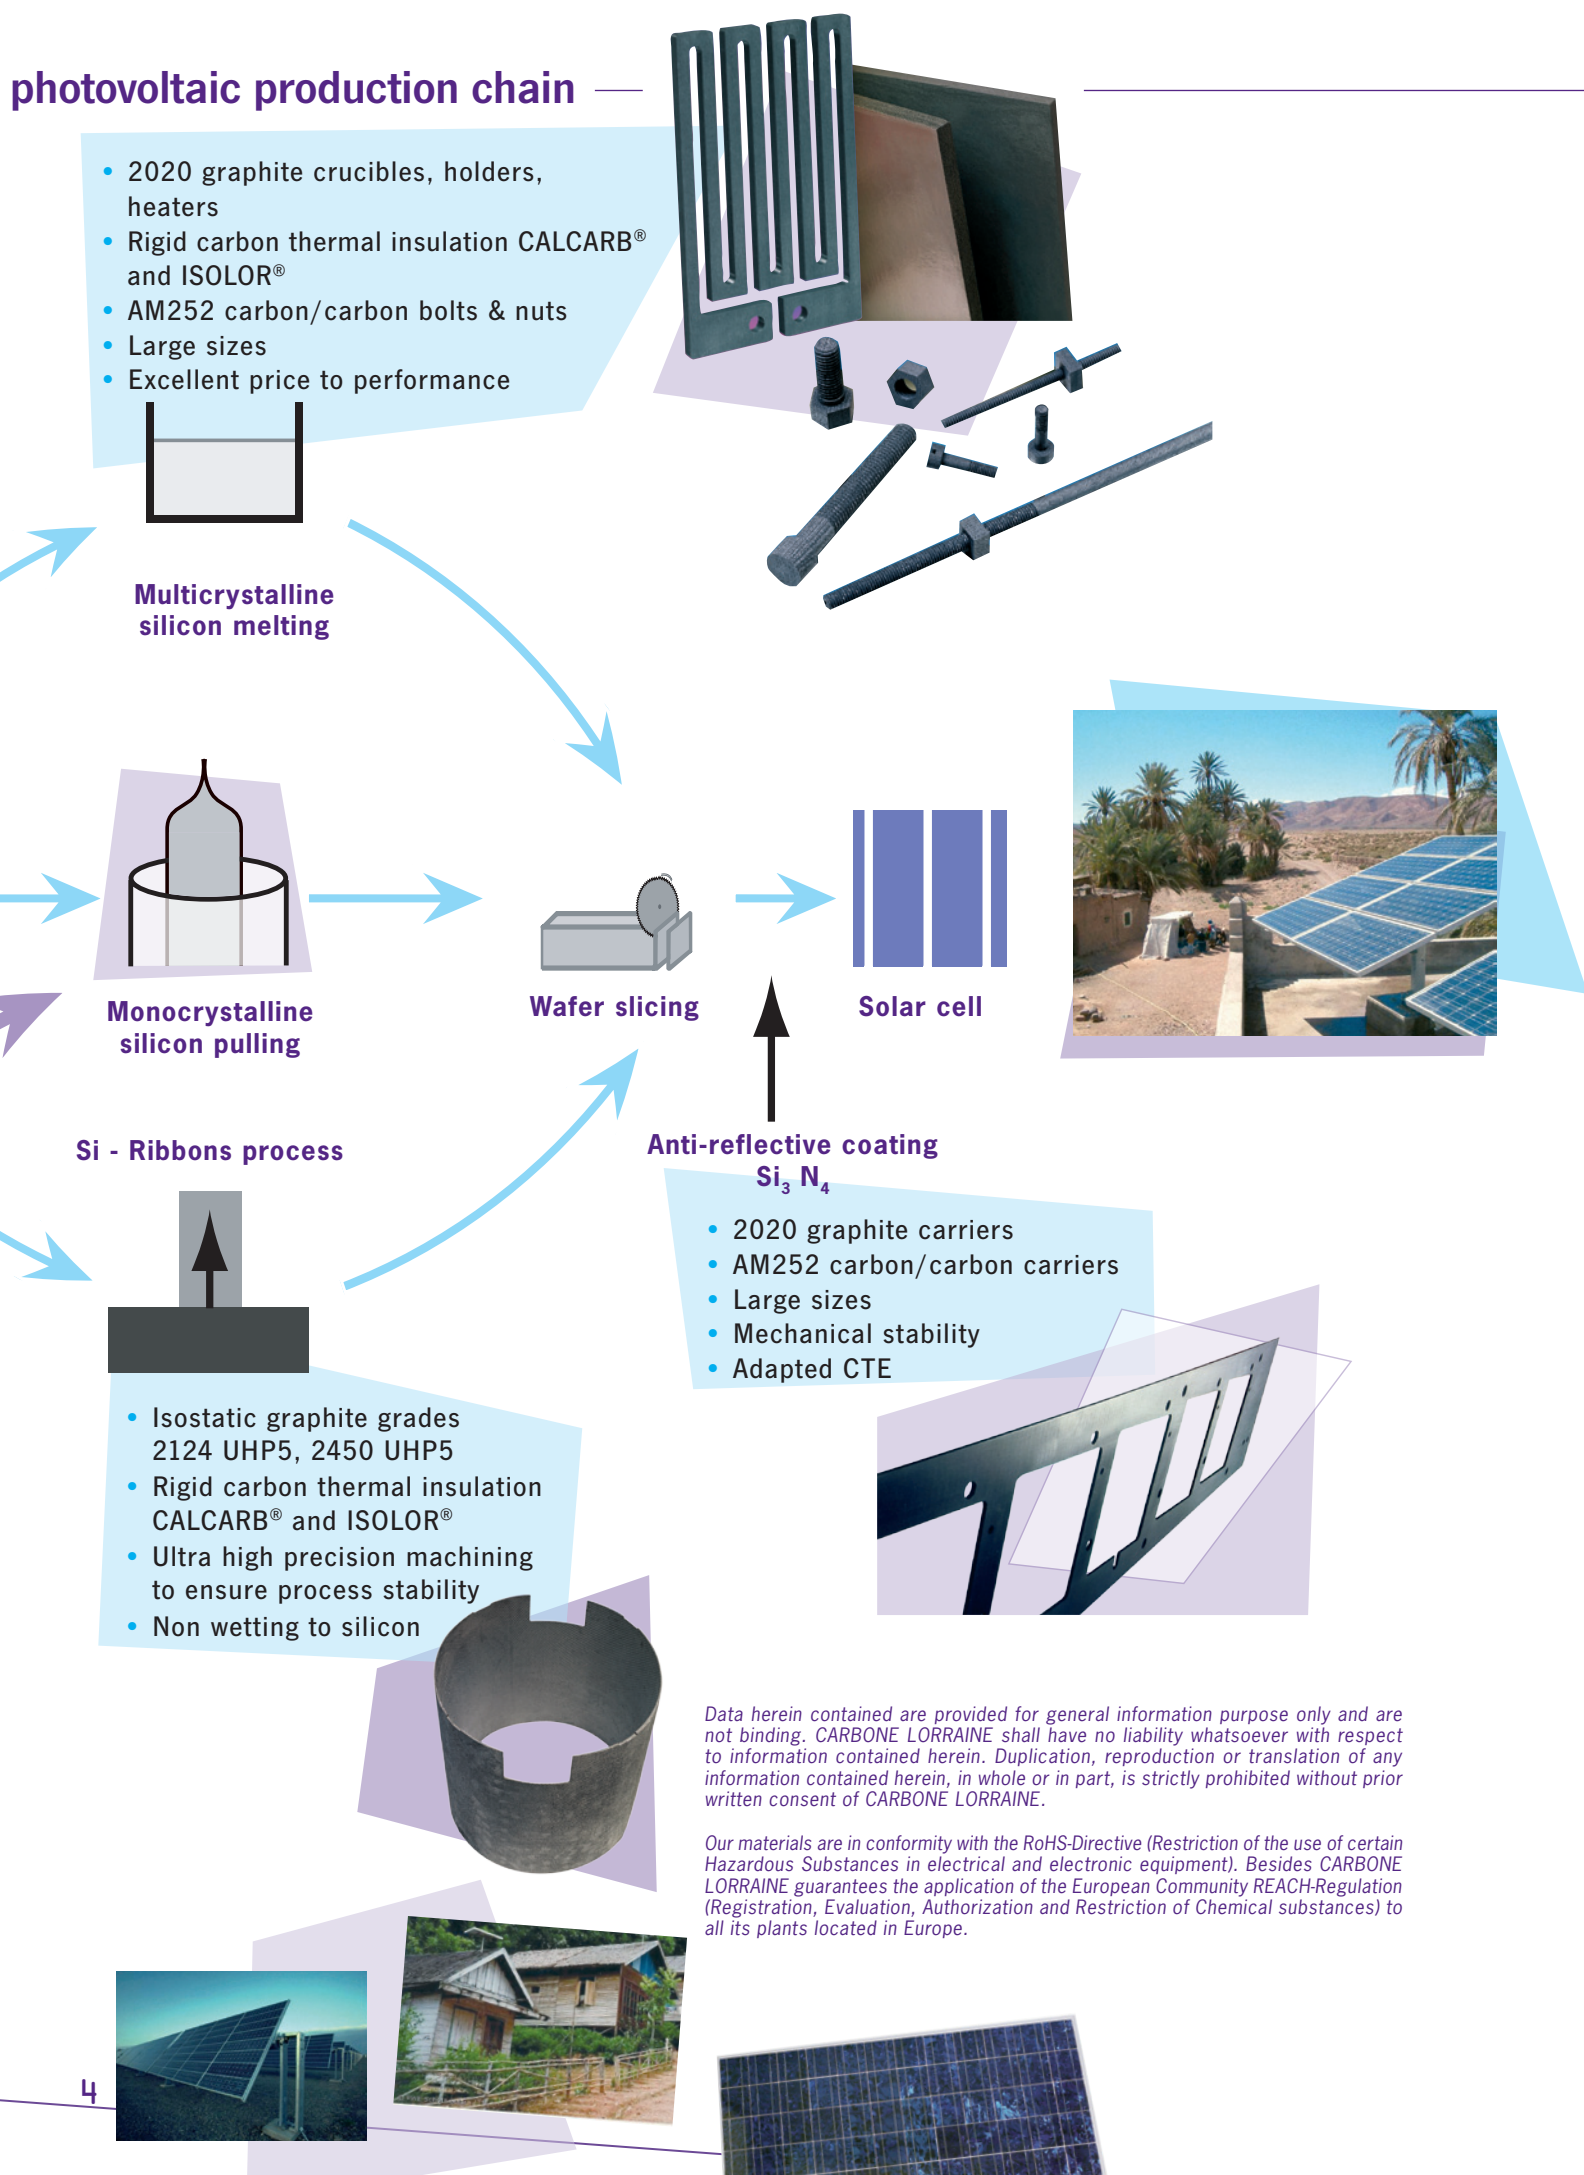 photovoltaic production chain
• 2020 graphite crucibles, holders,
heaters
• Rigid carbon thermal insulation CALCARB®
and ISOLOR®
• AM252 carbon/carbon bolts & nuts
• Large sizes
• Excellent price to performance
Multicrystalline
silicon melting
Monocrystalline
silicon pulling
Wafer slicing
Solar cell
Si - Ribbons process
Anti-reflective coating
Si₃ N₄
• 2020 graphite carriers
• AM252 carbon/carbon carriers
• Large sizes
• Mechanical stability
• Adapted CTE
• Isostatic graphite grades
2124 UHP5, 2450 UHP5
• Rigid carbon thermal insulation
CALCARB® and ISOLOR®
• Ultra high precision machining
to ensure process stability
• Non wetting to silicon
Data herein contained are provided for general information purpose only and are
not binding. CARBONE LORRAINE shall have no liability whatsoever with respect
to information contained herein. Duplication, reproduction or translation of any
information contained herein, in whole or in part, is strictly prohibited without prior
written consent of CARBONE LORRAINE.
Our materials are in conformity with the RoHS-Directive (Restriction of the use of certain
Hazardous Substances in electrical and electronic equipment). Besides CARBONE
LORRAINE guarantees the application of the European Community REACH-Regulation
(Registration, Evaluation, Authorization and Restriction of Chemical substances) to
all its plants located in Europe.
4